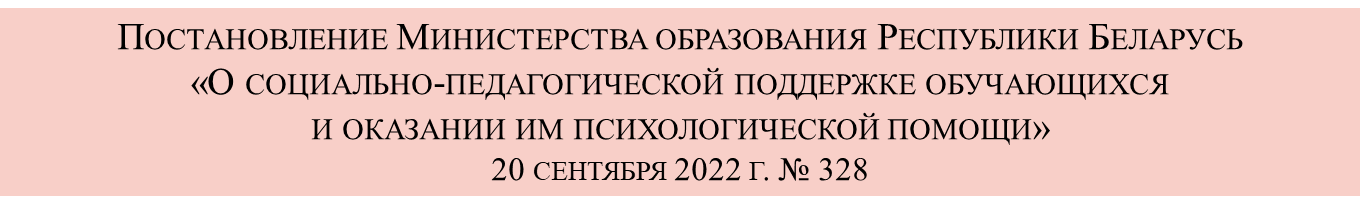 Постановление Министерства образования Республики Беларусь
«О социально-педагогической поддержке обучающихся
и оказании им психологической помощи»
20 сентября 2022 г. № 328